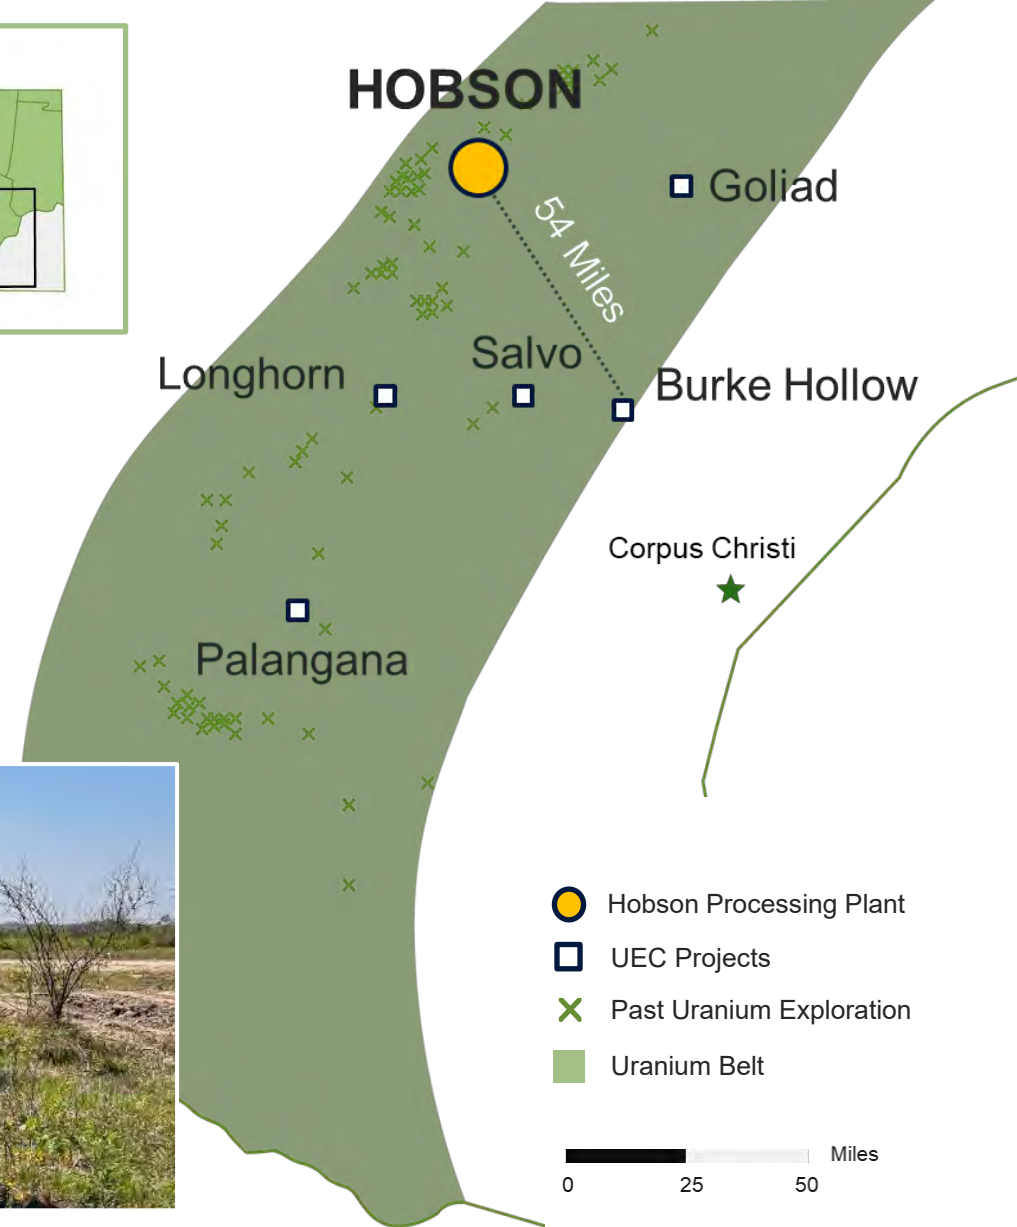 HOBSON
Goliad
54 Miles
Salvo
Longhorn
Burke Hollow
Corpus Christi
Palangana
Hobson Processing Plant
UEC Projects
Past Uranium Exploration
Uranium Belt
Miles
0 25 50